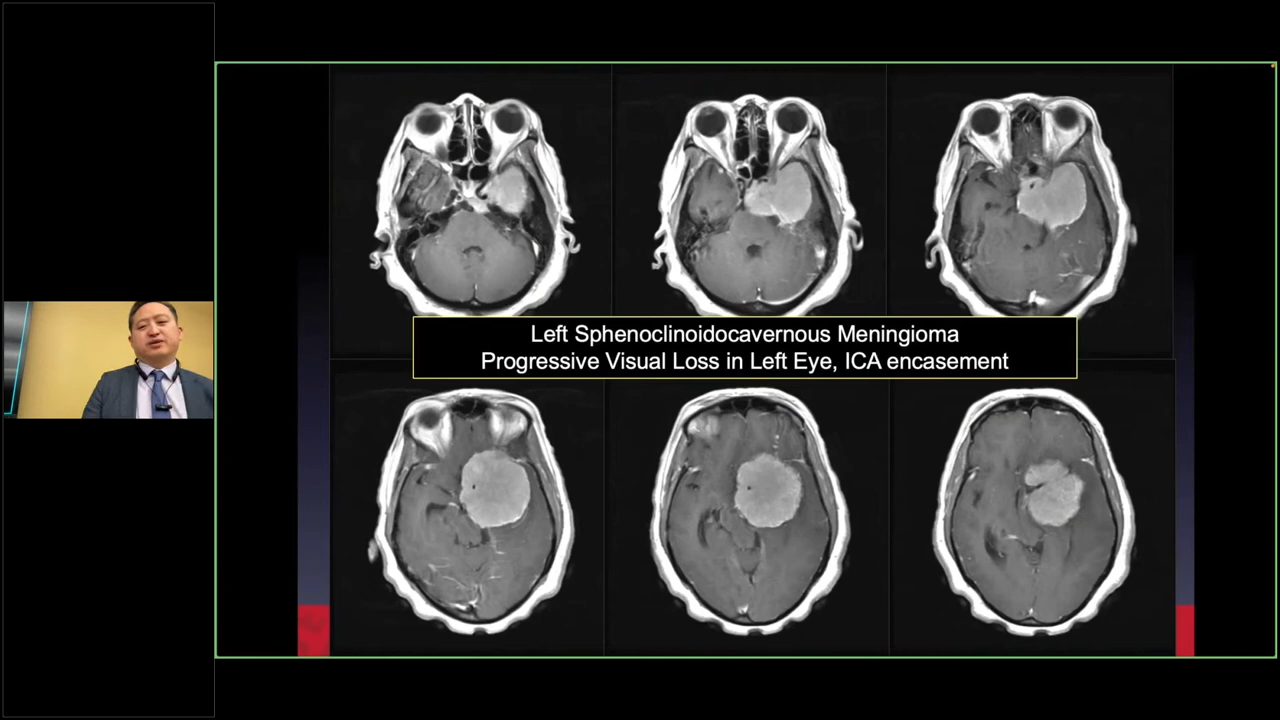 Left Sphenoclinoidocavernous Meningioma
Progressive Visual Loss in Left Eye, ICA encasement